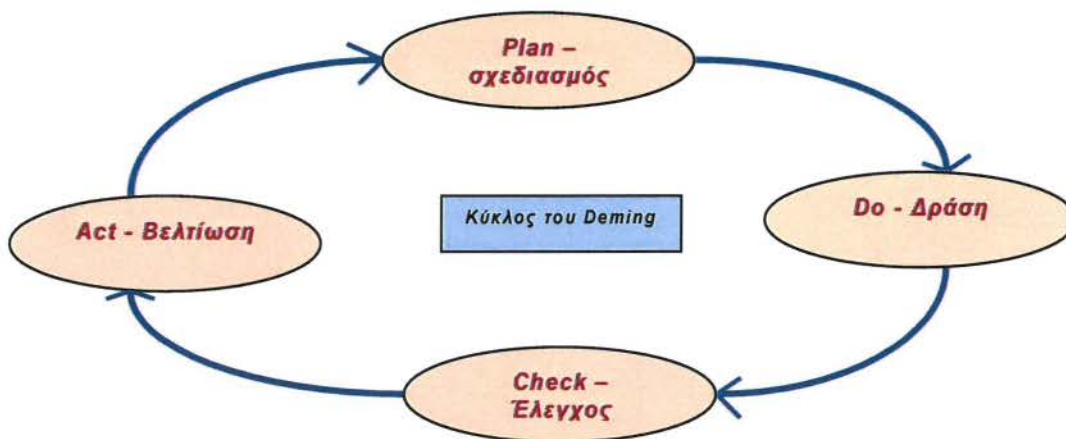 Plan –
σχεδιασμός
Do - Δράση
Κύκλος του Deming
Act - Βελτίωση
Check –
Έλεγχος